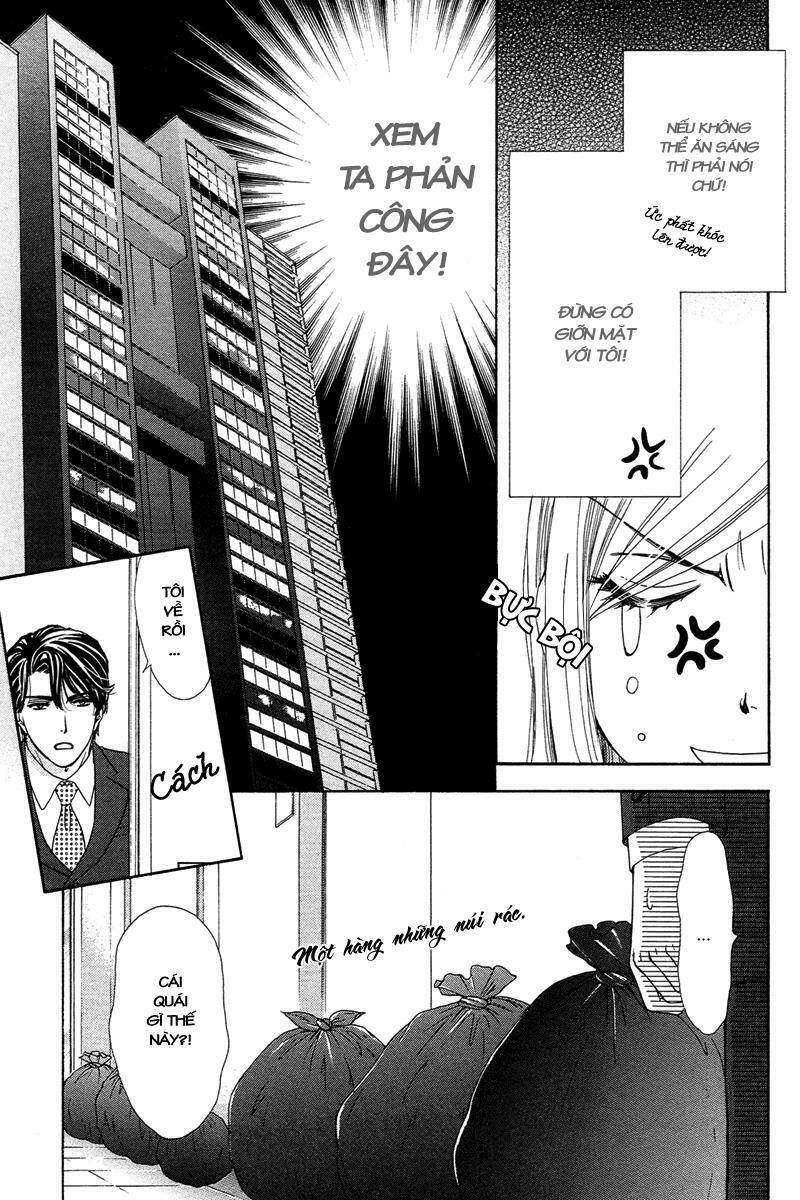 NẾU KHÔNG
THỂ ĂN SÁNG
THÌ PHẢI NÓI
CHỨ!
Ức phát khóc
lên được!
ĐỪNG CÓ
GIỠN MẶT
VỚI TÔI!
BỰC BỘI
XEM
TA PHẢN
CÔNG
ĐÂY!
TÔI
VỀ
RỒI
...
Cách
...
Một hàng những núi rác.
CÁI
QUÁI
GÌ THẾ
NÀY?!